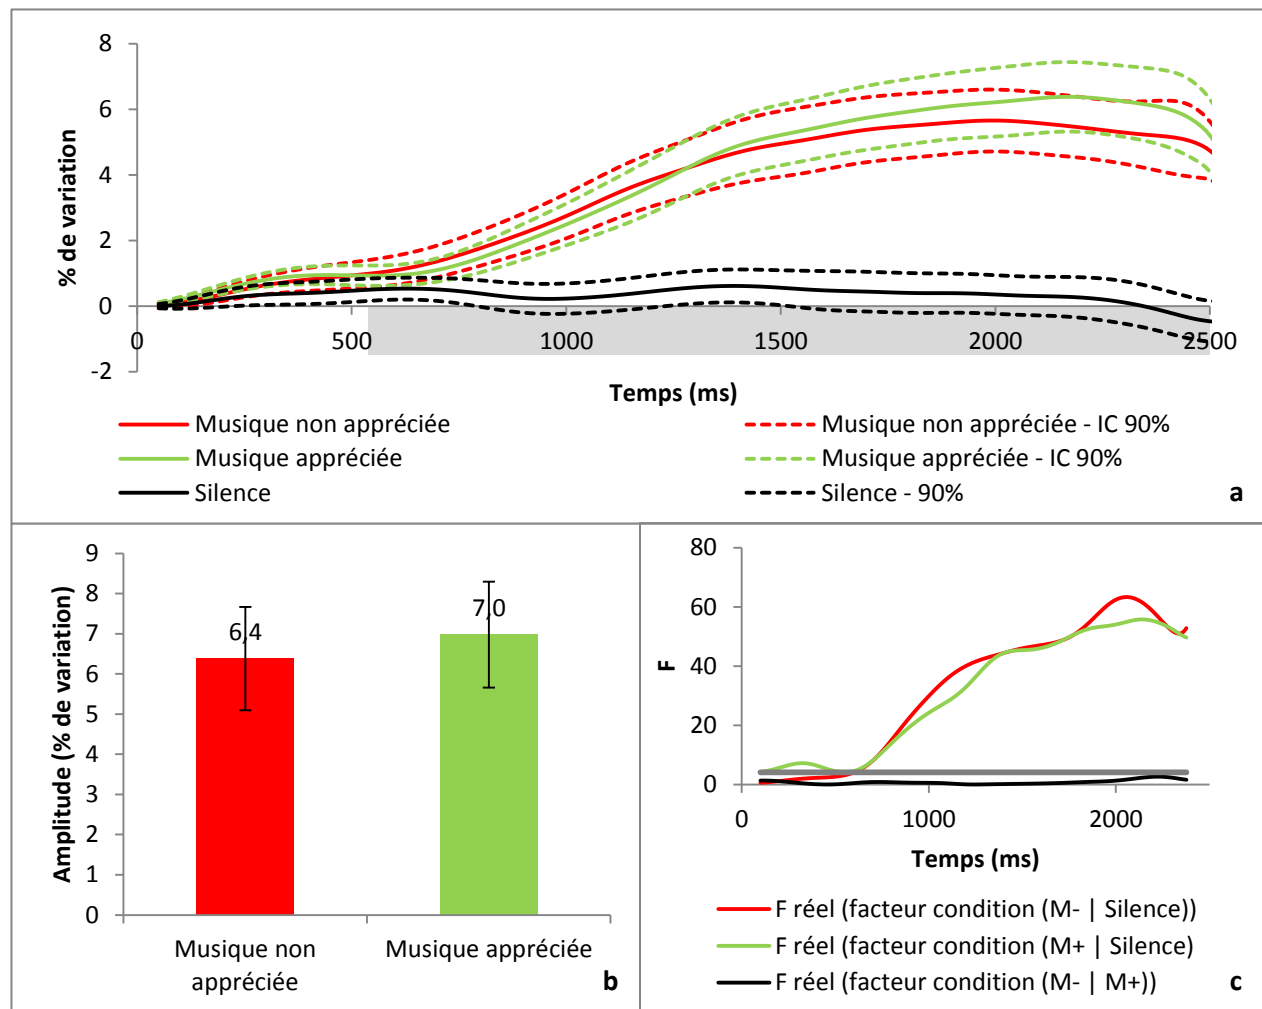 8
6
4
2
0
-2
% de variation
0 500 1000 1500 2000 2500
Temps (ms)
Musique non appréciée
Musique non appréciée - IC 90%
Musique appréciée
Musique appréciée - IC 90%
Silence
Silence - 90%
a
9
8
7
6
5
4
3
2
1
0
Amplitude (% de variation)
6,4
7,0
Musique non
appréciée
Musique appréciée
b
80
60
40
20
0
F
0 1000 2000
Temps (ms)
F réel (facteur condition (M- | Silence))
F réel (facteur condition (M+ | Silence)
F réel (facteur condition (M- | M+))
c